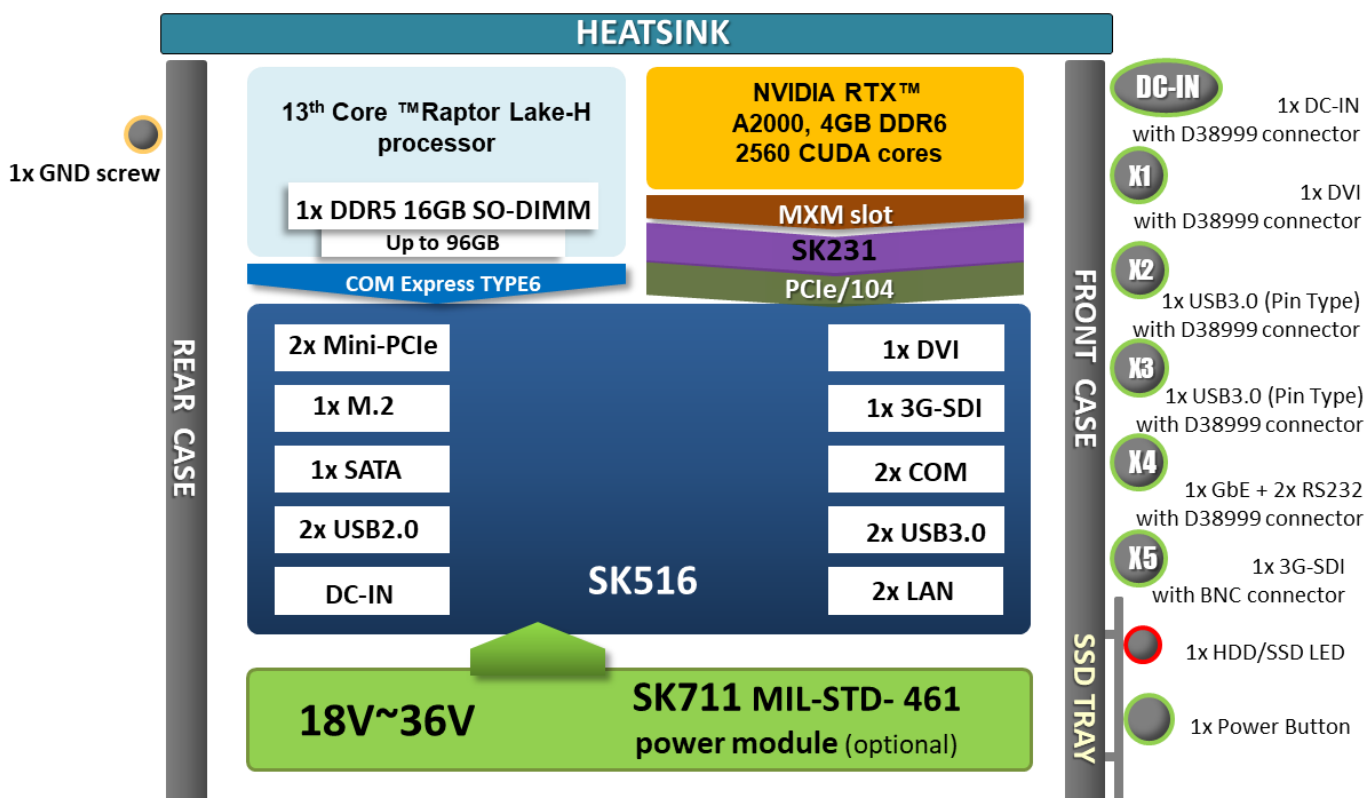 HEATSINK
1x GND screw
REAR CASE
13th Core ™Raptor Lake-H
processor
1x DDR5 16GB SO-DIMM
Up to 96GB
COM Express TYPE6
NVIDIA RTX™
A2000, 4GB DDR6
2560 CUDA cores
MXM slot
SK231
PCIe/104
2x Mini-PCIe
1x M.2
1x SATA
2x USB2.0
DC-IN
SK516
1x DVI
1x 3G-SDI
2x COM
2x USB3.0
2x LAN
18V~36V
SK711 MIL-STD- 461
power module (optional)
FRONT CASE
SSD TRAY
DC-IN
1x DC-IN
with D38999 connector
X1
1x DVI
with D38999 connector
X2
1x USB3.0 (Pin Type)
with D38999 connector
X3
1x USB3.0 (Pin Type)
with D38999 connector
X4
1x GbE + 2x RS232
with D38999 connector
X5
1x 3G-SDI
with BNC connector
1x HDD/SSD LED
1x Power Button